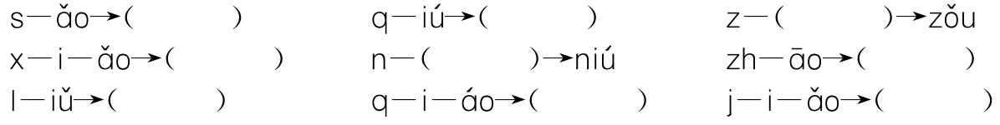 s—ǎo→(　　　) q—iú→(　　　) z—(　　　)→zǒu
x—i—ǎo→(　　　) n—(　　　)→niú zh—āo→(　　　)
l—iǔ→(　　　) q—i—áo→(　　　) j—i—ǎo→(　　　)